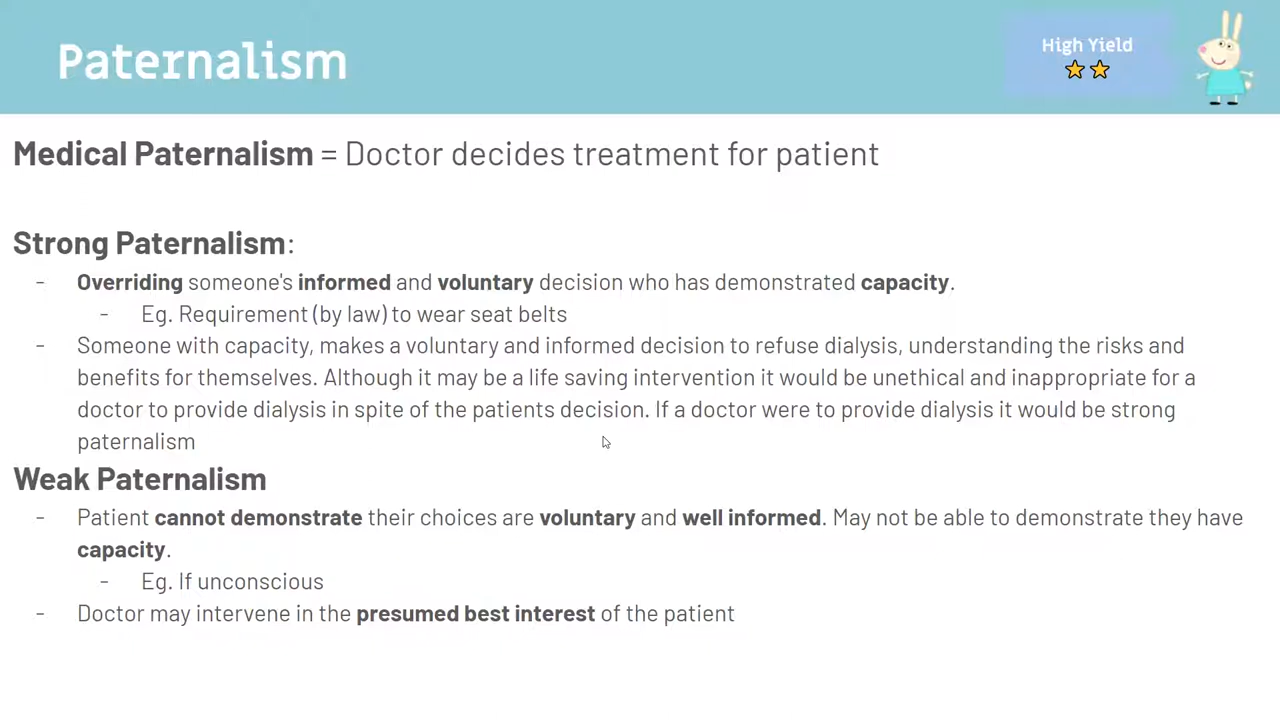 Paternalism
High Yield
Medical Paternalism = Doctor decides treatment for patient
Strong Paternalism:
- Overriding someone's informed and voluntary decision who has demonstrated capacity.
- Eg. Requirement (by law) to wear seat belts
- Someone with capacity, makes a voluntary and informed decision to refuse dialysis, understanding the risks and
benefits for themselves. Although it may be a life saving intervention it would be unethical and inappropriate for a
doctor to provide dialysis in spite of the patients decision. If a doctor were to provide dialysis it would be strong
paternalism
Weak Paternalism
- Patient cannot demonstrate their choices are voluntary and well informed. May not be able to demonstrate they have
capacity.
- Eg. If unconscious
- Doctor may intervene in the presumed best interest of the patient